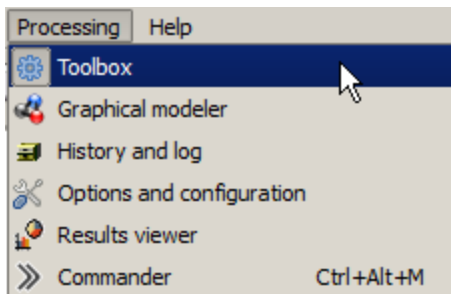 Processing Help
Toolbox
Graphical modeler
History and log
Options and configuration
Results viewer
Commander Ctrl+Alt+M